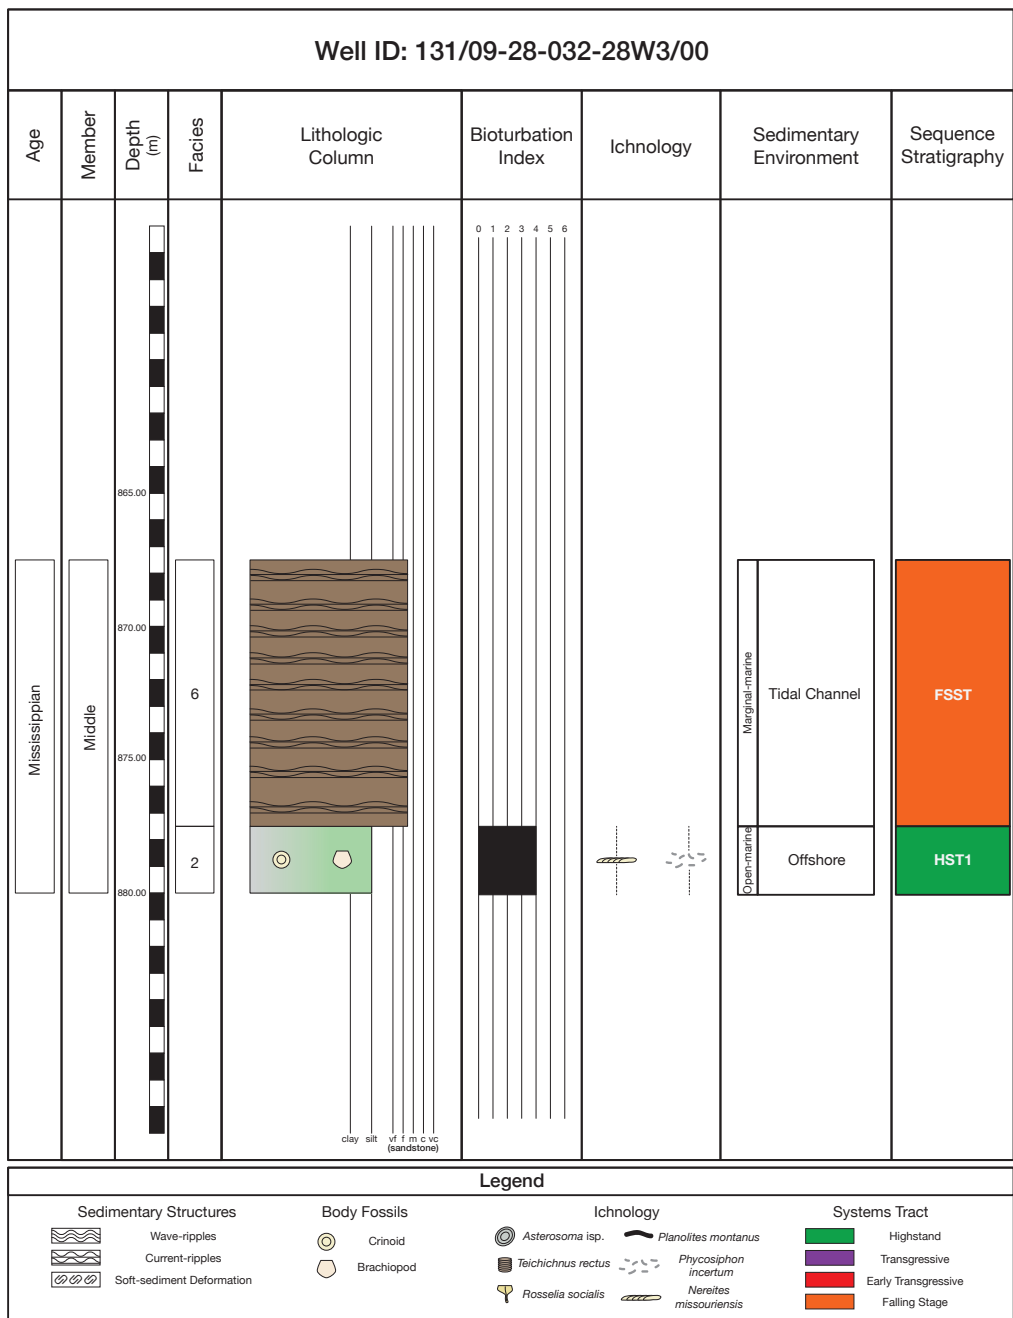 Well ID: 131/09-28-032-28W3/00
Age
Member
Depth
(m)
Facies
Lithologic
Column
Bioturbation
Index
Ichnology
Sedimentary
Environment
Sequence
Stratigraphy
0 1 2 3 4 5 6
865.00
870.00
875.00
880.00
Mississippian
Middle
6
2
Marginal-marine
Tidal Channel
FSST
Open-marine
Offshore
HST1
clay silt vf f m c vc
(sandstone)
Legend
Sedimentary Structures
Wave-ripples
Current-ripples
Soft-sediment Deformation
Body Fossils
Crinoid
Brachiopod
Ichnology
Asterosoma isp.
Teichichnus rectus
Rosselia socialis
Planolites montanus
Phycosiphon
incertum
Nereites
missouriensis
Systems Tract
Highstand
Transgressive
Early Transgressive
Falling Stage